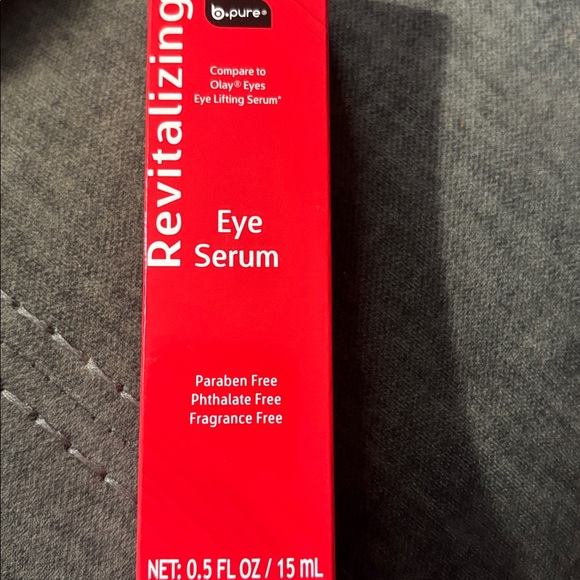 b.pure®
Compare to
Olay® Eyes
Eye Lifting Serum*
Revitalizing
Eye
Serum
Paraben Free
Phthalate Free
Fragrance Free
NET: 0.5 FL OZ / 15 mL